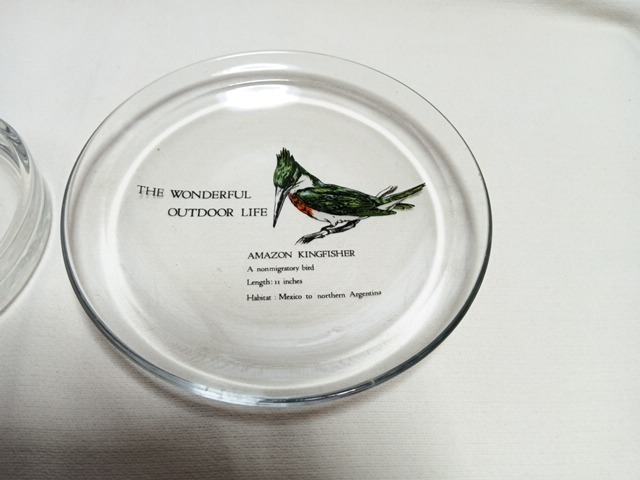 THE WONDERFUL
OUTDOOR LIFE
AMAZON KINGFISHER
A nonmigratory bird
Length: 11 inches
Habitat : Mexico to northern Argentina